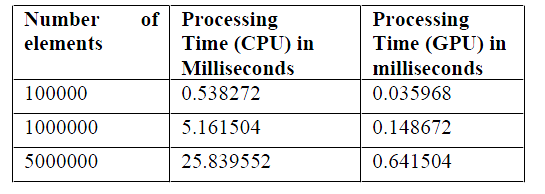 Number of Processing Processing
elements Time (CPU) in Time (GPU) in
Milliseconds milliseconds
100000 0.538272 0.035968
1000000 5.161504 0.148672
5000000 25.839552 0.641504